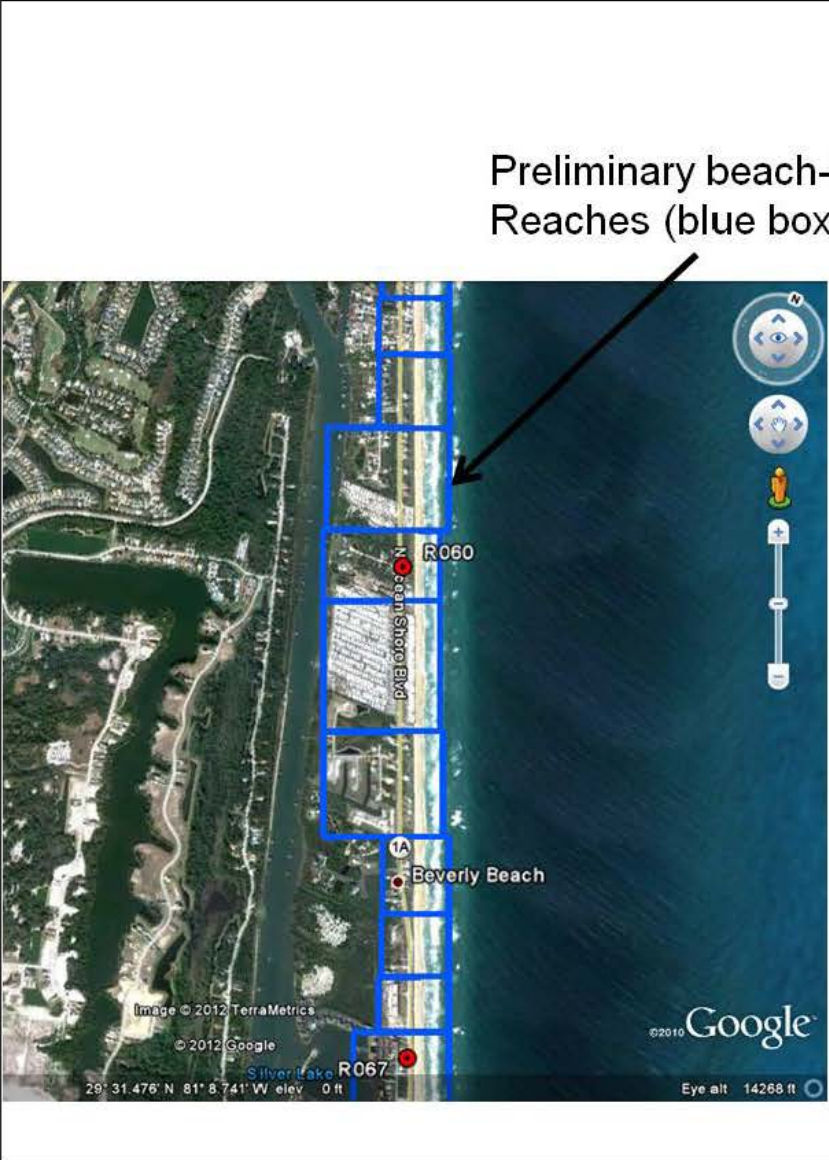 Preliminary beach-
Reaches (blue box
N
R060
N Ocean Shore Blvd
1A
Beverly Beach
Image © 2012 TerraMetrics
© 2012 Google
©2010 Google
Silver Lake R067
29° 31.476' N 81° 8.741' W elev 0 ft
Eye alt 14268 ft